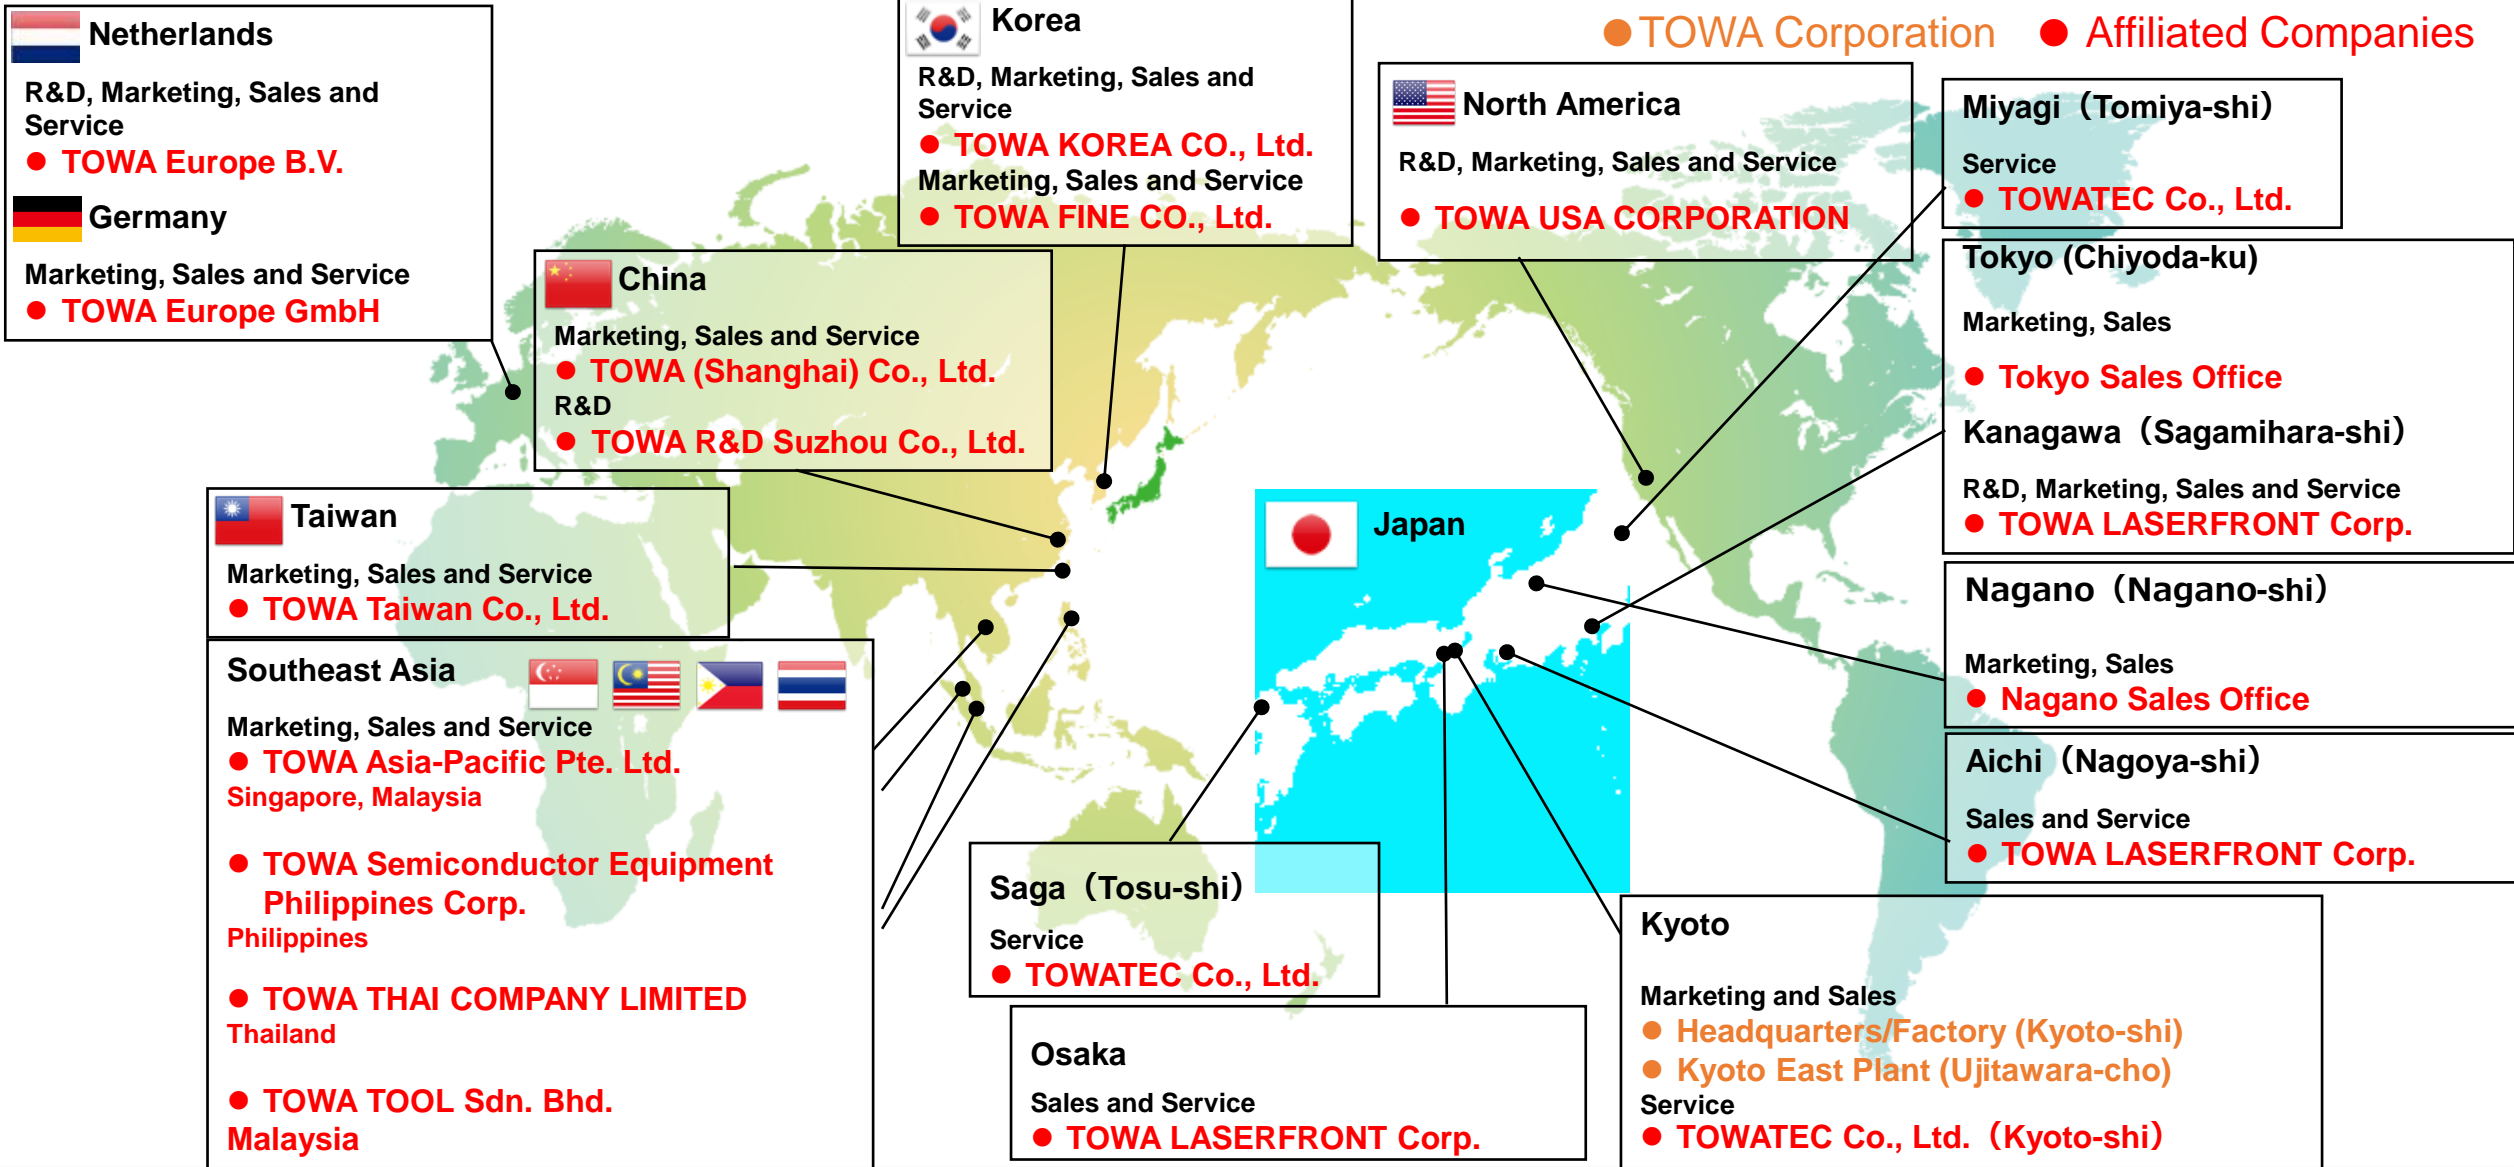 ● TOWA Corporation ● Affiliated Companies
Netherlands
R&D, Marketing, Sales and
Service
● TOWA Europe B.V.
Germany
Marketing, Sales and Service
● TOWA Europe GmbH
Korea
R&D, Marketing, Sales and
Service
● TOWA KOREA CO., Ltd.
Marketing, Sales and Service
● TOWA FINE CO., Ltd.
North America
R&D, Marketing, Sales and Service
● TOWA USA CORPORATION
Miyagi（Tomiya-shi）
Service
● TOWATEC Co., Ltd.
China
Marketing, Sales and Service
● TOWA (Shanghai) Co., Ltd.
R&D
● TOWA R&D Suzhou Co., Ltd.
Tokyo (Chiyoda-ku)
Marketing, Sales
● Tokyo Sales Office
Kanagawa（Sagamihara-shi）
R&D, Marketing, Sales and Service
● TOWA LASERFRONT Corp.
Taiwan
Marketing, Sales and Service
● TOWA Taiwan Co., Ltd.
Japan
Nagano（Nagano-shi）
Marketing, Sales
● Nagano Sales Office
Southeast Asia
Marketing, Sales and Service
● TOWA Asia-Pacific Pte. Ltd.
Singapore, Malaysia
● TOWA Semiconductor Equipment
Philippines Corp.
Philippines
● TOWA THAI COMPANY LIMITED
Thailand
● TOWA TOOL Sdn. Bhd.
Malaysia
Aichi（Nagoya-shi）
Sales and Service
● TOWA LASERFRONT Corp.
Saga（Tosu-shi）
Service
● TOWATEC Co., Ltd.
Osaka
Sales and Service
● TOWA LASERFRONT Corp.
Kyoto
Marketing and Sales
● Headquarters/Factory (Kyoto-shi)
● Kyoto East Plant (Ujitawara-cho)
Service
● TOWATEC Co., Ltd.（Kyoto-shi）